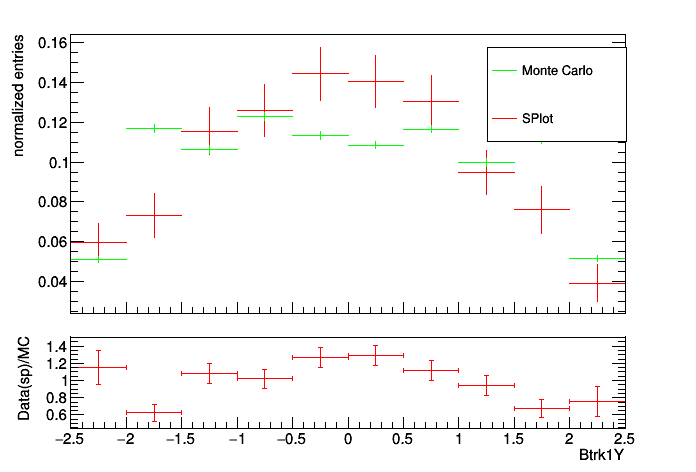 normalized entries
0.16
0.14
0.12
0.1
0.08
0.06
0.04
Monte Carlo
SPlot
Data(sp)/MC
1.4
1.2
1
0.8
0.6
−2.5 −2 −1.5 −1 −0.5 0 0.5 1 1.5 2 2.5
Btrk1Y